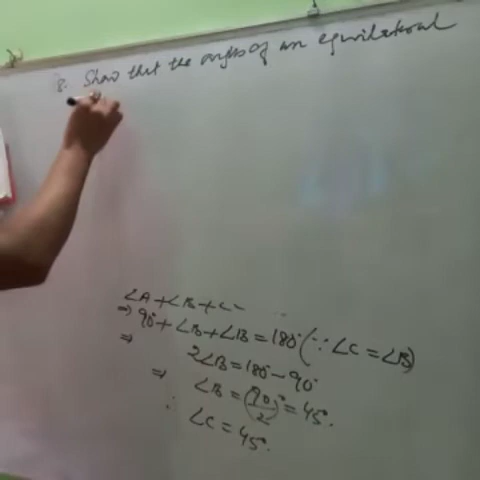 8. Show that the angles of an equilateral
∠A + ∠B + ∠
⇒ 90° + ∠B + ∠B = 180° (∵ ∠C = ∠B)
⇒ 2∠B = 180° - 90°
⇒ ∠B = 90°/2 = 45°.
∴ ∠C = 45°.